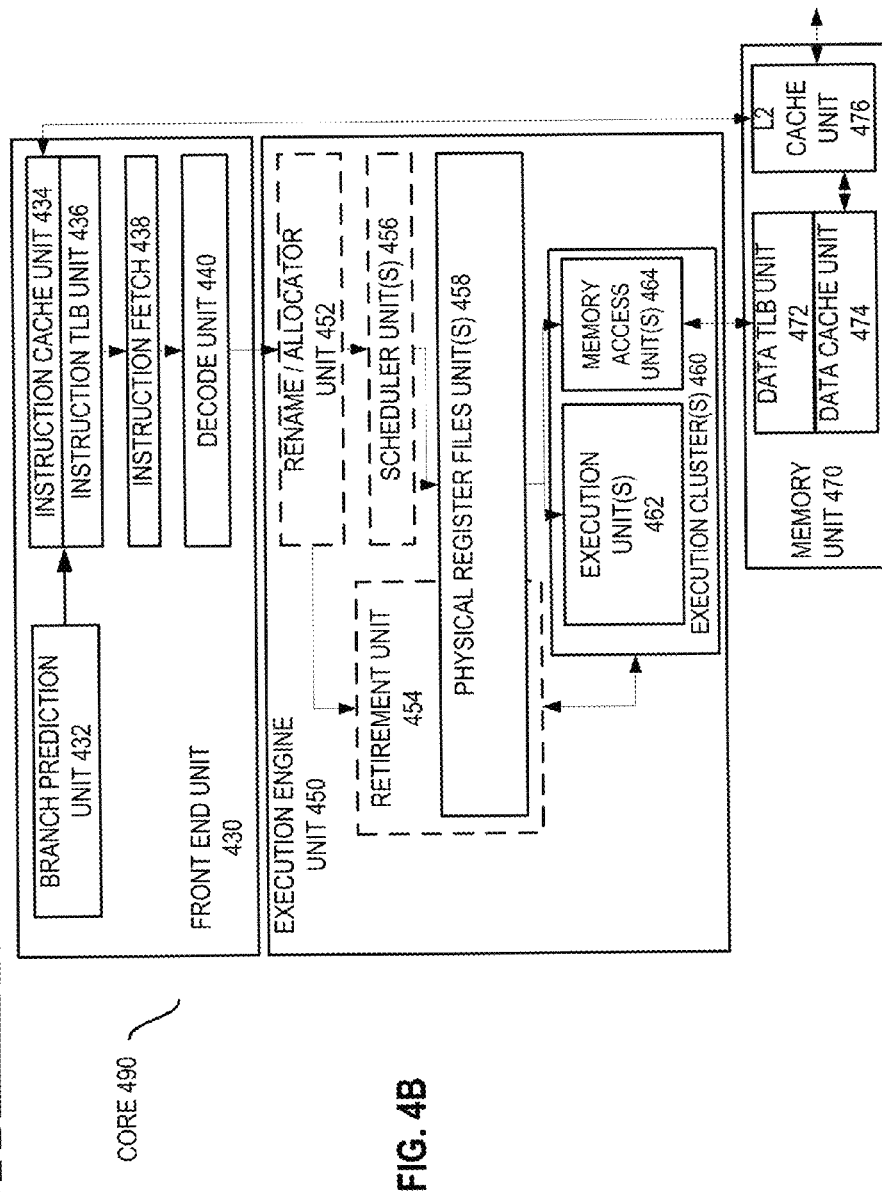 BRANCH PREDICTION
UNIT 432
INSTRUCTION CACHE UNIT 434
INSTRUCTION TLB UNIT 436
INSTRUCTION FETCH 438
DECODE UNIT 440
FRONT END UNIT
430
CORE 490
EXECUTION ENGINE
UNIT 450
RENAME / ALLOCATOR
UNIT 452
RETIREMENT UNIT
454
SCHEDULER UNIT(S) 456
PHYSICAL REGISTER FILES UNIT(S) 458
EXECUTION
UNIT(S)
462
MEMORY
ACCESS
UNIT(S) 464
EXECUTION CLUSTER(S) 460
MEMORY
UNIT 470
DATA TLB UNIT
472
DATA CACHE UNIT
474
L2
CACHE
UNIT
476
FIG. 4B